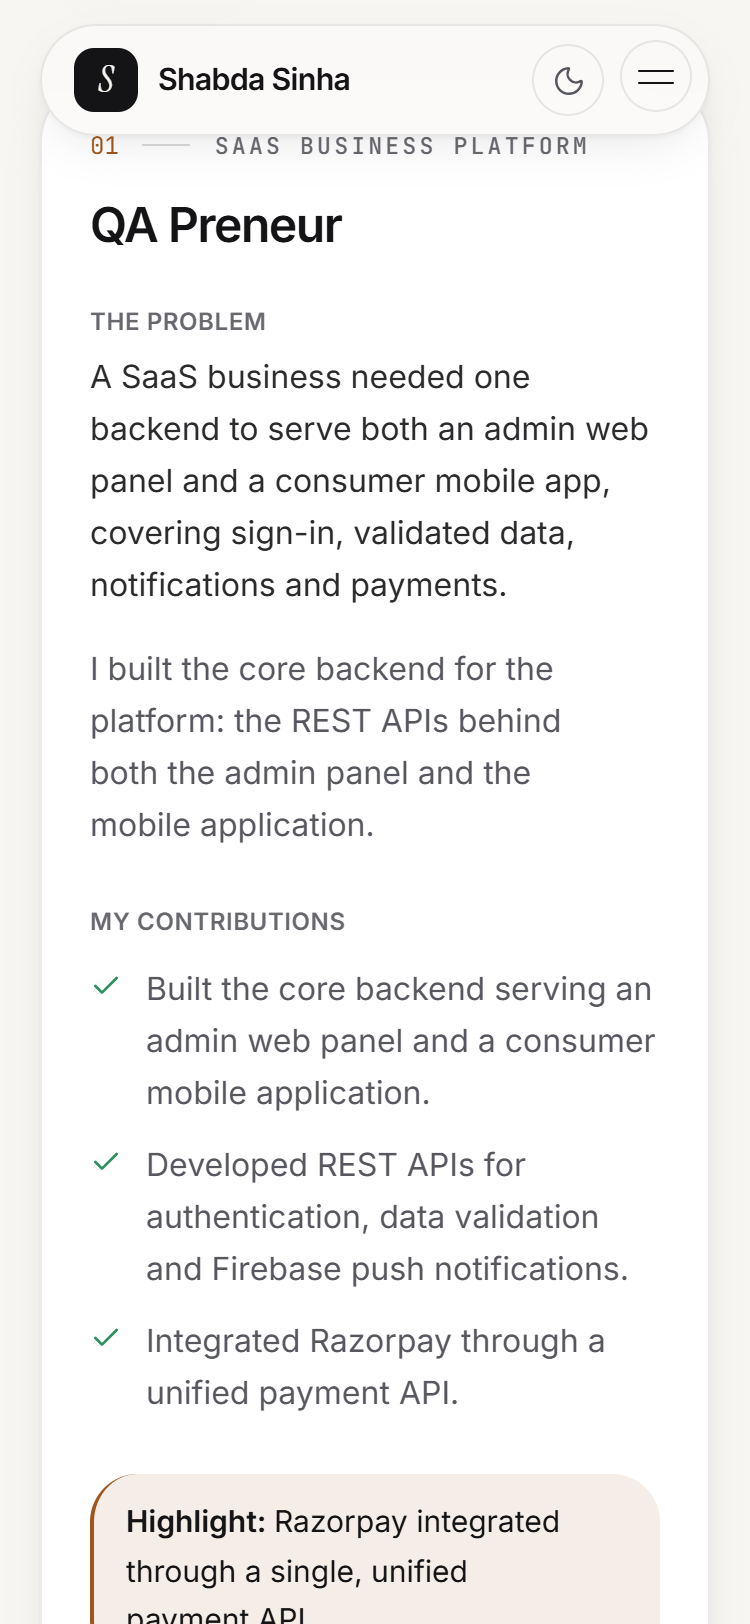 S Shabda Sinha
01 SAAS BUSINESS PLATFORM
QA Preneur
THE PROBLEM
A SaaS business needed one
backend to serve both an admin web
panel and a consumer mobile app,
covering sign-in, validated data,
notifications and payments.
I built the core backend for the
platform: the REST APIs behind
both the admin panel and the
mobile application.
MY CONTRIBUTIONS
Built the core backend serving an
admin web panel and a consumer
mobile application.
Developed REST APIs for
authentication, data validation
and Firebase push notifications.
Integrated Razorpay through a
unified payment API.
Highlight: Razorpay integrated
through a single, unified
payment API